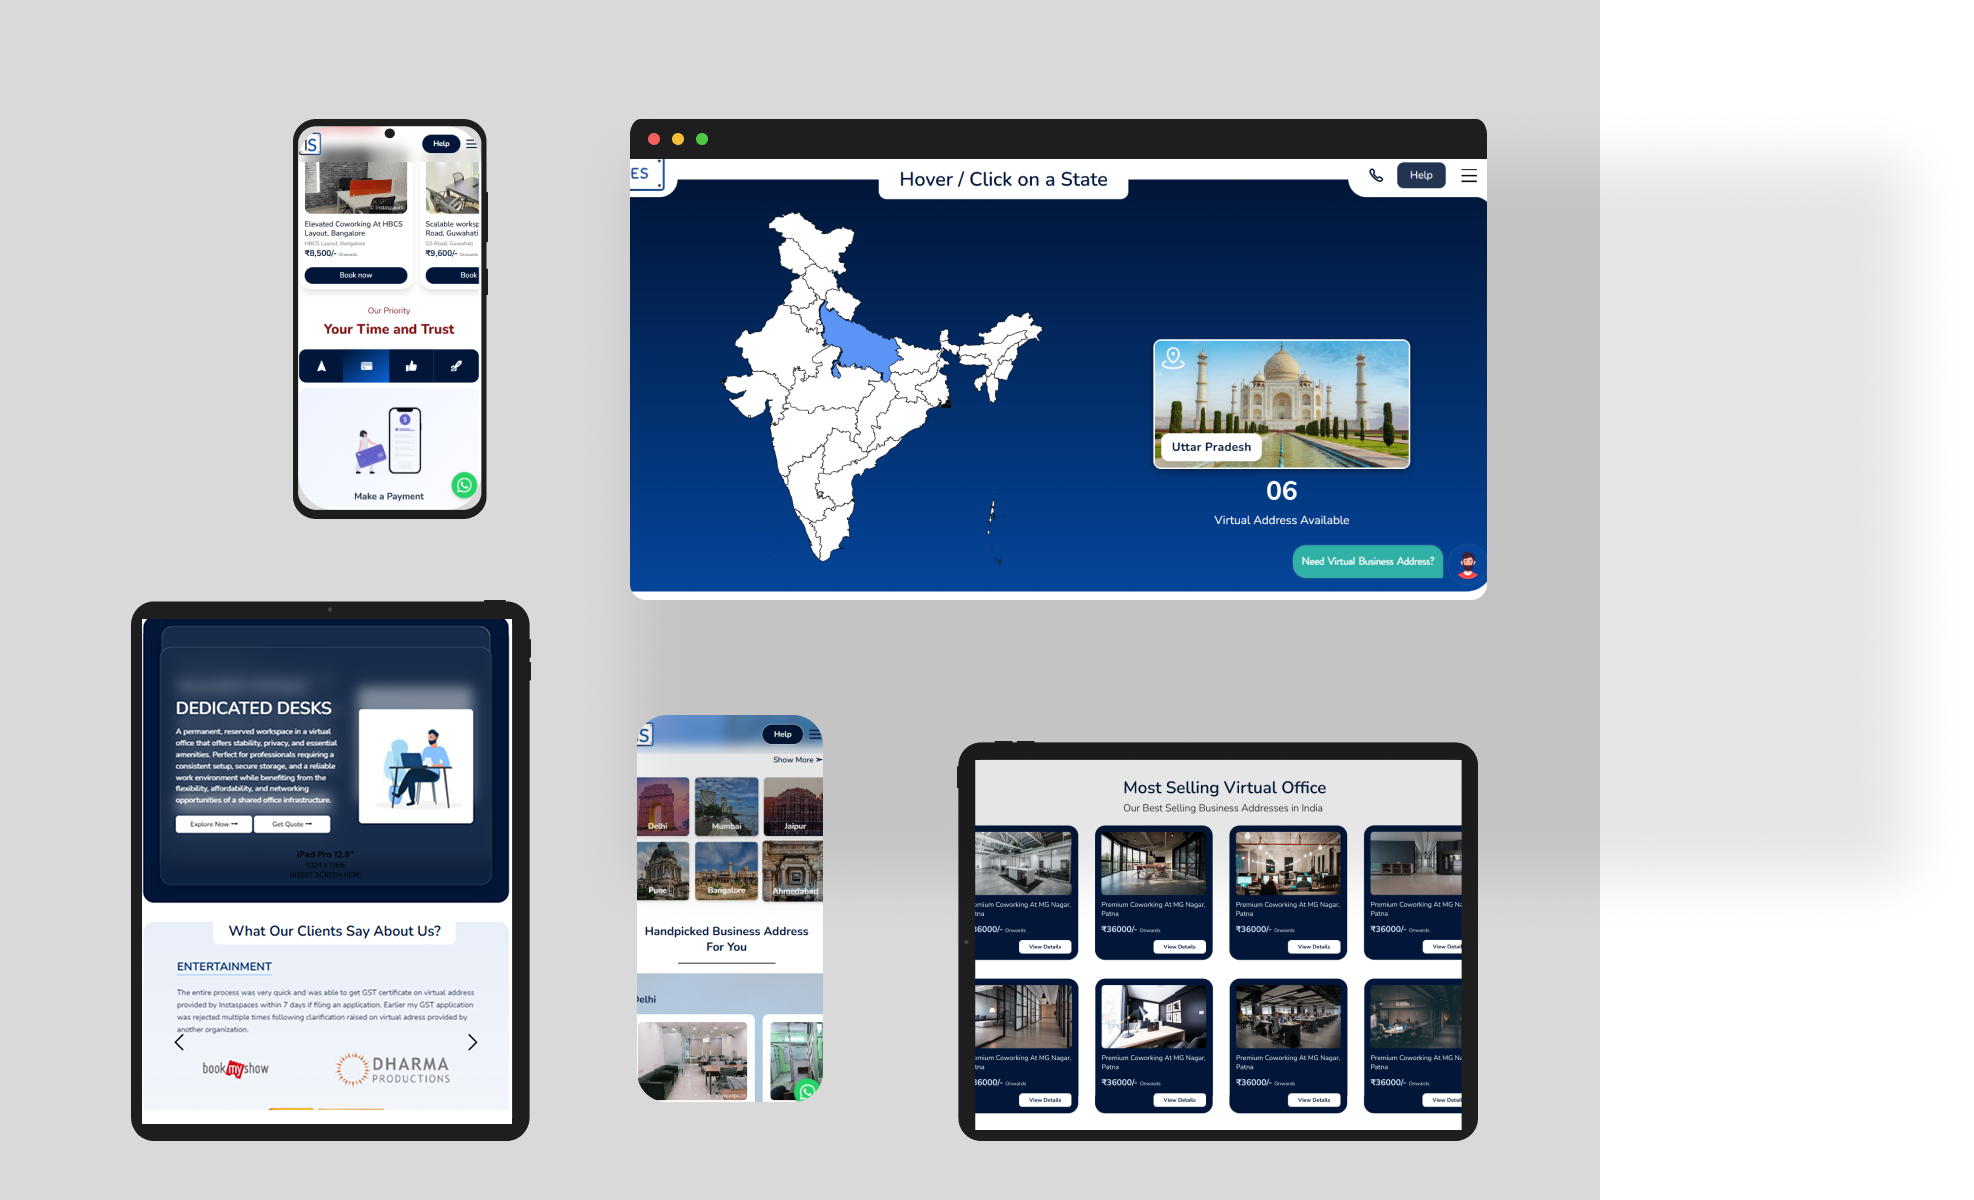 IS
Help
© Instaspaces
Elevated Coworking At HBCS
Layout, Bangalore
HBCS Layout, Bangalore
₹8,500/- Onwards
Book now
Scalable worksp
Road, Guwahati
GS Road, Guwahati
₹9,600/- Onwards
Book
Our Priority
Your Time and Trust
Make a Payment
ES
Hover / Click on a State
Help
Uttar Pradesh
06
Virtual Address Available
Need Virtual Business Address?
DEDICATED DESKS
A permanent, reserved workspace in a virtual
office that offers stability, privacy, and essential
amenities. Perfect for professionals requiring a
consistent setup, secure storage, and a reliable
work environment while benefiting from the
flexibility, affordability, and networking
opportunities of a shared office infrastructure.
Explore Now
Get Quote
iPad Pro 12.9"
1024 x 1366
INSERT SCREEN HERE
What Our Clients Say About Us?
ENTERTAINMENT
The entire process was very quick and was able to get GST certificate on virtual address
provided by Instaspaces within 7 days if filing an application. Earlier my GST application
was rejected multiple times following clarification raised on virtual adress provided by
another organization.
bookmyshow
DHARMA
PRODUCTIONS
S
Help
Show More
Delhi
Mumbai
Jaipur
Pune
Bangalore
Ahmedabad
Handpicked Business Address
For You
Delhi
Most Selling Virtual Office
Our Best Selling Business Addresses in India
emium Coworking At MG Nagar,
tna
36000/- Onwards
View Details
Premium Coworking At MG Nagar,
Patna
₹36000/- Onwards
View Details
Premium Coworking At MG Nagar,
Patna
₹36000/- Onwards
View Details
Premium Coworking At MG Na
Patna
₹36000/- Onwards
View Detai
emium Coworking At MG Nagar,
tna
36000/- Onwards
View Details
Premium Coworking At MG Nagar,
Patna
₹36000/- Onwards
View Details
Premium Coworking At MG Nagar,
Patna
₹36000/- Onwards
View Details
Premium Coworking At MG Na
Patna
₹36000/- Onwards
View Detai